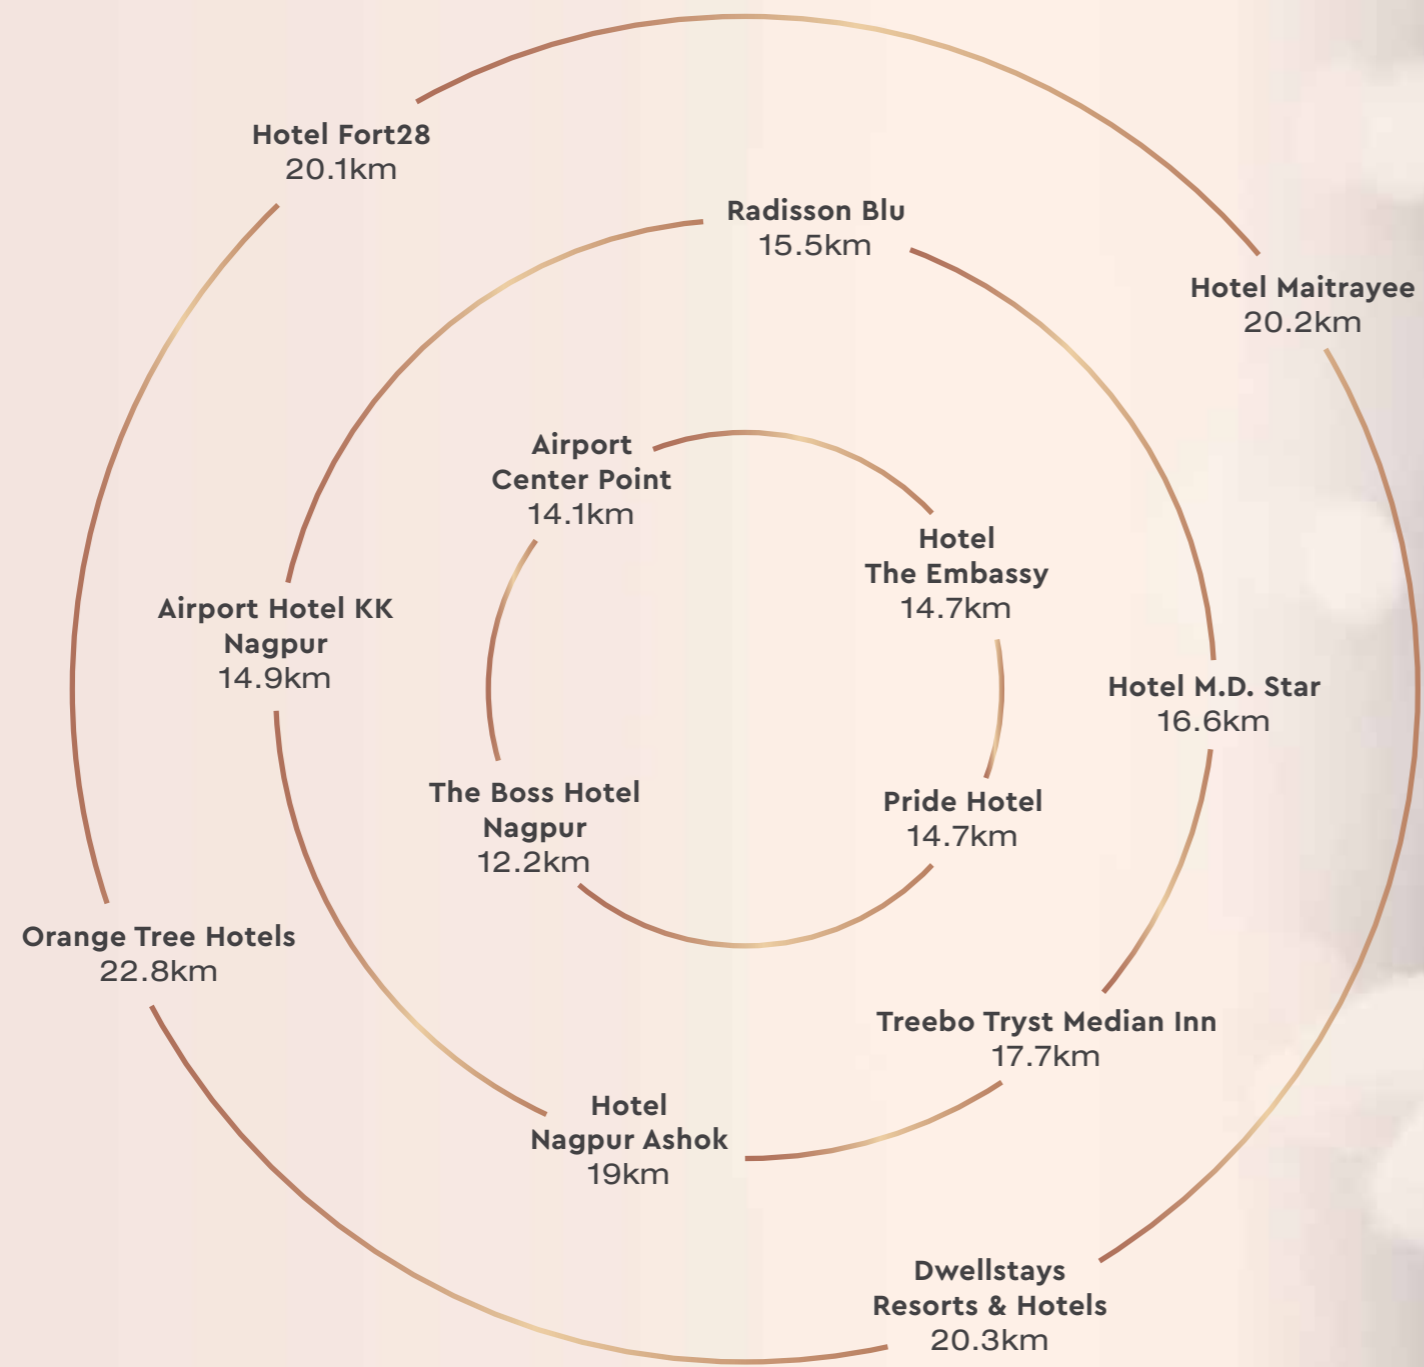 Hotel Fort28
20.1km
Radisson Blu
15.5km
Hotel Maitrayee
20.2km
Airport
Center Point
14.1km
Hotel
The Embassy
14.7km
Airport Hotel KK
Nagpur
14.9km
Hotel M.D. Star
16.6km
The Boss Hotel
Nagpur
12.2km
Pride Hotel
14.7km
Orange Tree Hotels
22.8km
Treebo Tryst Median Inn
17.7km
Hotel
Nagpur Ashok
19km
Dwellstays
Resorts & Hotels
20.3km